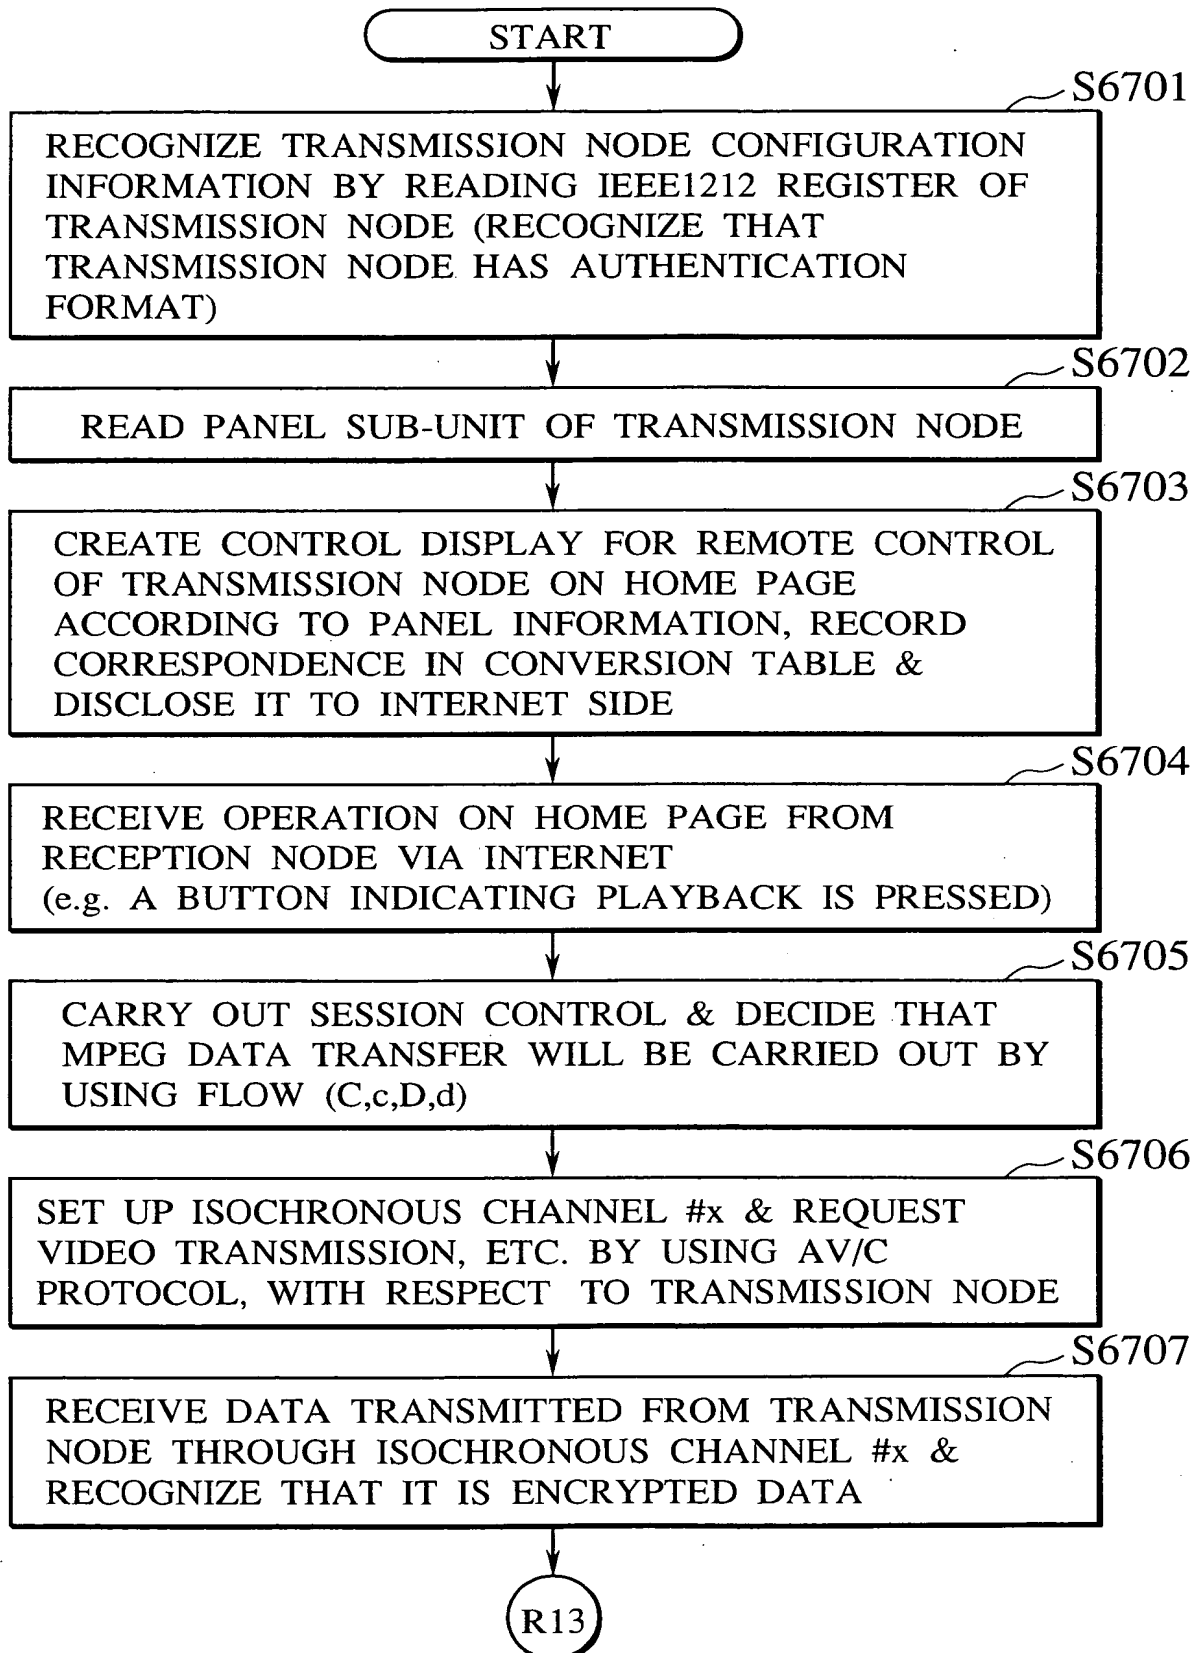 START
S6701
RECOGNIZE TRANSMISSION NODE CONFIGURATION
INFORMATION BY READING IEEE1212 REGISTER OF
TRANSMISSION NODE (RECOGNIZE THAT
TRANSMISSION NODE HAS AUTHENTICATION
FORMAT)
S6702
READ PANEL SUB-UNIT OF TRANSMISSION NODE
S6703
CREATE CONTROL DISPLAY FOR REMOTE CONTROL
OF TRANSMISSION NODE ON HOME PAGE
ACCORDING TO PANEL INFORMATION, RECORD
CORRESPONDENCE IN CONVERSION TABLE &
DISCLOSE IT TO INTERNET SIDE
S6704
RECEIVE OPERATION ON HOME PAGE FROM
RECEPTION NODE VIA INTERNET
(e.g. A BUTTON INDICATING PLAYBACK IS PRESSED)
S6705
CARRY OUT SESSION CONTROL & DECIDE THAT
MPEG DATA TRANSFER WILL BE CARRIED OUT BY
USING FLOW (C,c,D,d)
S6706
SET UP ISOCHRONOUS CHANNEL #x & REQUEST
VIDEO TRANSMISSION, ETC. BY USING AV/C
PROTOCOL, WITH RESPECT TO TRANSMISSION NODE
S6707
RECEIVE DATA TRANSMITTED FROM TRANSMISSION
NODE THROUGH ISOCHRONOUS CHANNEL #x &
RECOGNIZE THAT IT IS ENCRYPTED DATA
R13